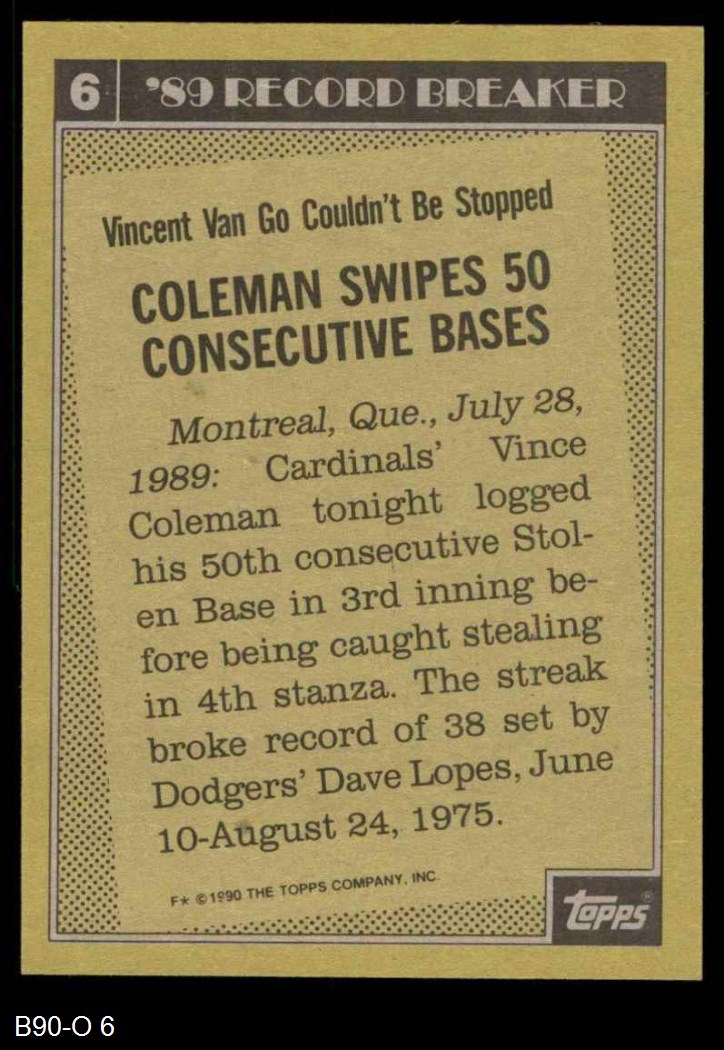 6 '89 RECORD BREAKER
Vincent Van Go Couldn't Be Stopped
COLEMAN SWIPES 50
CONSECUTIVE BASES
Montreal, Que., July 28,
1989: Cardinals' Vince
Coleman tonight logged
his 50th consecutive Stol-
en Base in 3rd inning be-
fore being caught stealing
in 4th stanza. The streak
broke record of 38 set by
Dodgers' Dave Lopes, June
10-August 24, 1975.
F* © 1990 THE TOPPS COMPANY, INC.
topps®
B90-O 6